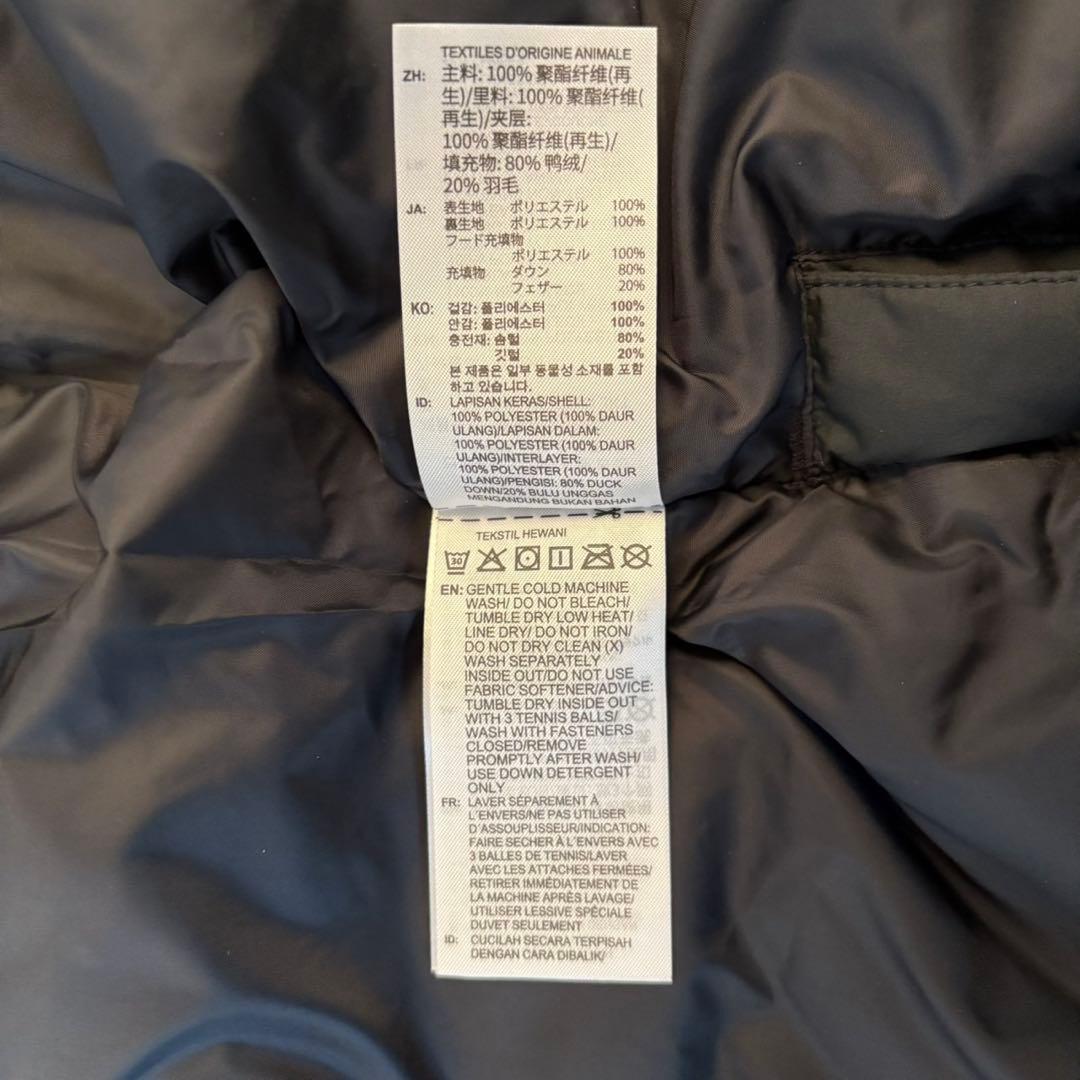 TEXTILES D'ORIGINE ANIMALE
ZH: 主料: 100% 聚酯纤维(再
生)/里料: 100% 聚酯纤维(
再生)/夹层:
100% 聚酯纤维(再生)/
填充物: 80% 鸭绒/
20% 羽毛
JA: 表生地 ポリエステル 100%
裏生地 ポリエステル 100%
フード充填物
ポリエステル 100%
充填物 ダウン 80%
フェザー 20%
KO: 겉감: 폴리에스터 100%
안감: 폴리에스터 100%
충전재: 솜털 80%
깃털 20%
본 제품은 일부 동물성 소재를 포함
하고 있습니다.
ID: LAPISAN KERAS/SHELL:
100% POLYESTER (100% DAUR
ULANG)/LAPISAN DALAM:
100% POLYESTER (100% DAUR
ULANG)/INTERLAYER:
100% POLYESTER (100% DAUR
ULANG)/PENGISI: 80% DUCK
DOWN/20% BULU UNGGAS
MENGANDUNG BUKAN BAHAN
TEKSTIL HEWANI
30
EN: GENTLE COLD MACHINE
WASH/ DO NOT BLEACH/
TUMBLE DRY LOW HEAT/
LINE DRY/ DO NOT IRON/
DO NOT DRY CLEAN (X)
WASH SEPARATELY
INSIDE OUT/DO NOT USE
FABRIC SOFTENER/ADVICE:
TUMBLE DRY INSIDE OUT
WITH 3 TENNIS BALLS/
WASH WITH FASTENERS
CLOSED/REMOVE
PROMPTLY AFTER WASH/
USE DOWN DETERGENT
ONLY
FR: LAVER SÉPAREMENT À
L'ENVERS/NE PAS UTILISER
D'ASSOUPLISSEUR/INDICATION:
FAIRE SECHER À L'ENVERS AVEC
3 BALLES DE TENNIS/LAVER
AVEC LES ATTACHES FERMÉES/
RETIRER IMMÉDIATEMENT DE
LA MACHINE APRÈS LAVAGE/
UTILISER LESSIVE SPÉCIALE
DUVET SEULEMENT
ID: CUCILAH SECARA TERPISAH
DENGAN CARA DIBALIK/